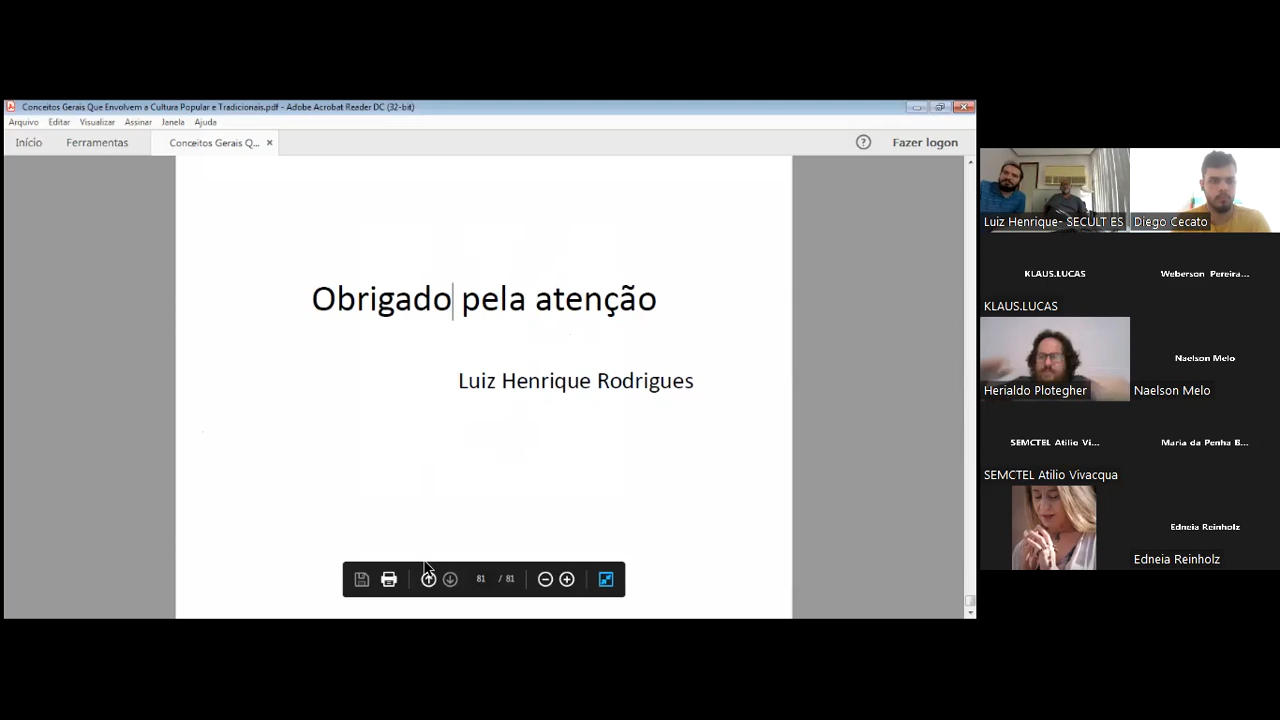 Conceitos Gerais Que Envolvem a Cultura Popular e Tradicionais.pdf - Adobe Acrobat Reader DC (32-bit)
Arquivo Editar Visualizar Assinar Janela Ajuda
Início Ferramentas Conceitos Gerais Q... × ? Fazer logon
Obrigado pela atenção
Luiz Henrique Rodrigues
81 / 81
Luiz Henrique- SECULT ES Diego Cecato
KLAUS.LUCAS Weberson Pereira...
KLAUS.LUCAS
Naelson Melo
Herialdo Plotegher Naelson Melo
SEMCTEL Atilio Vi... Maria da Penha B...
SEMCTEL Atilio Vivacqua
Edneia Reinholz
Edneia Reinholz